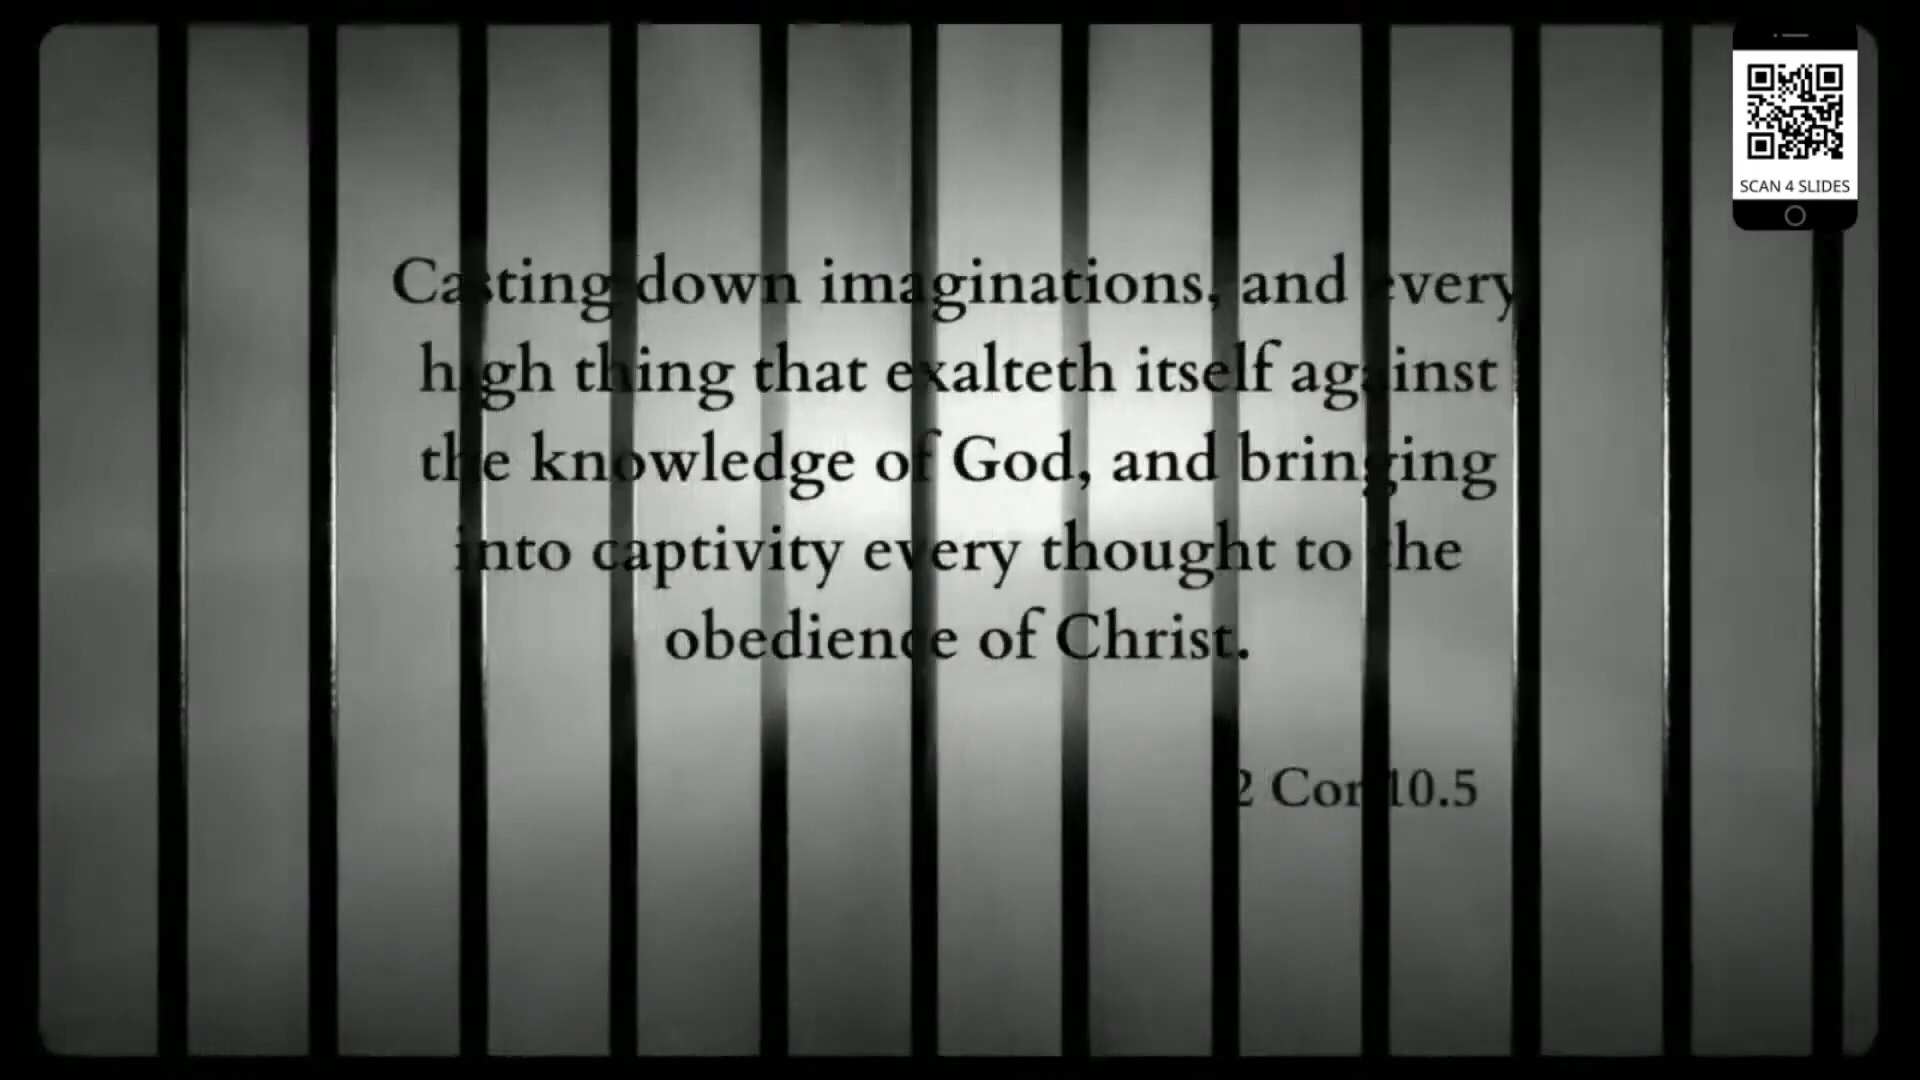 SCAN 4 SLIDES
Casting down imaginations, and every
high thing that exalteth itself against
the knowledge of God, and bringing
into captivity every thought to the
obedience of Christ.
2 Cor 10.5